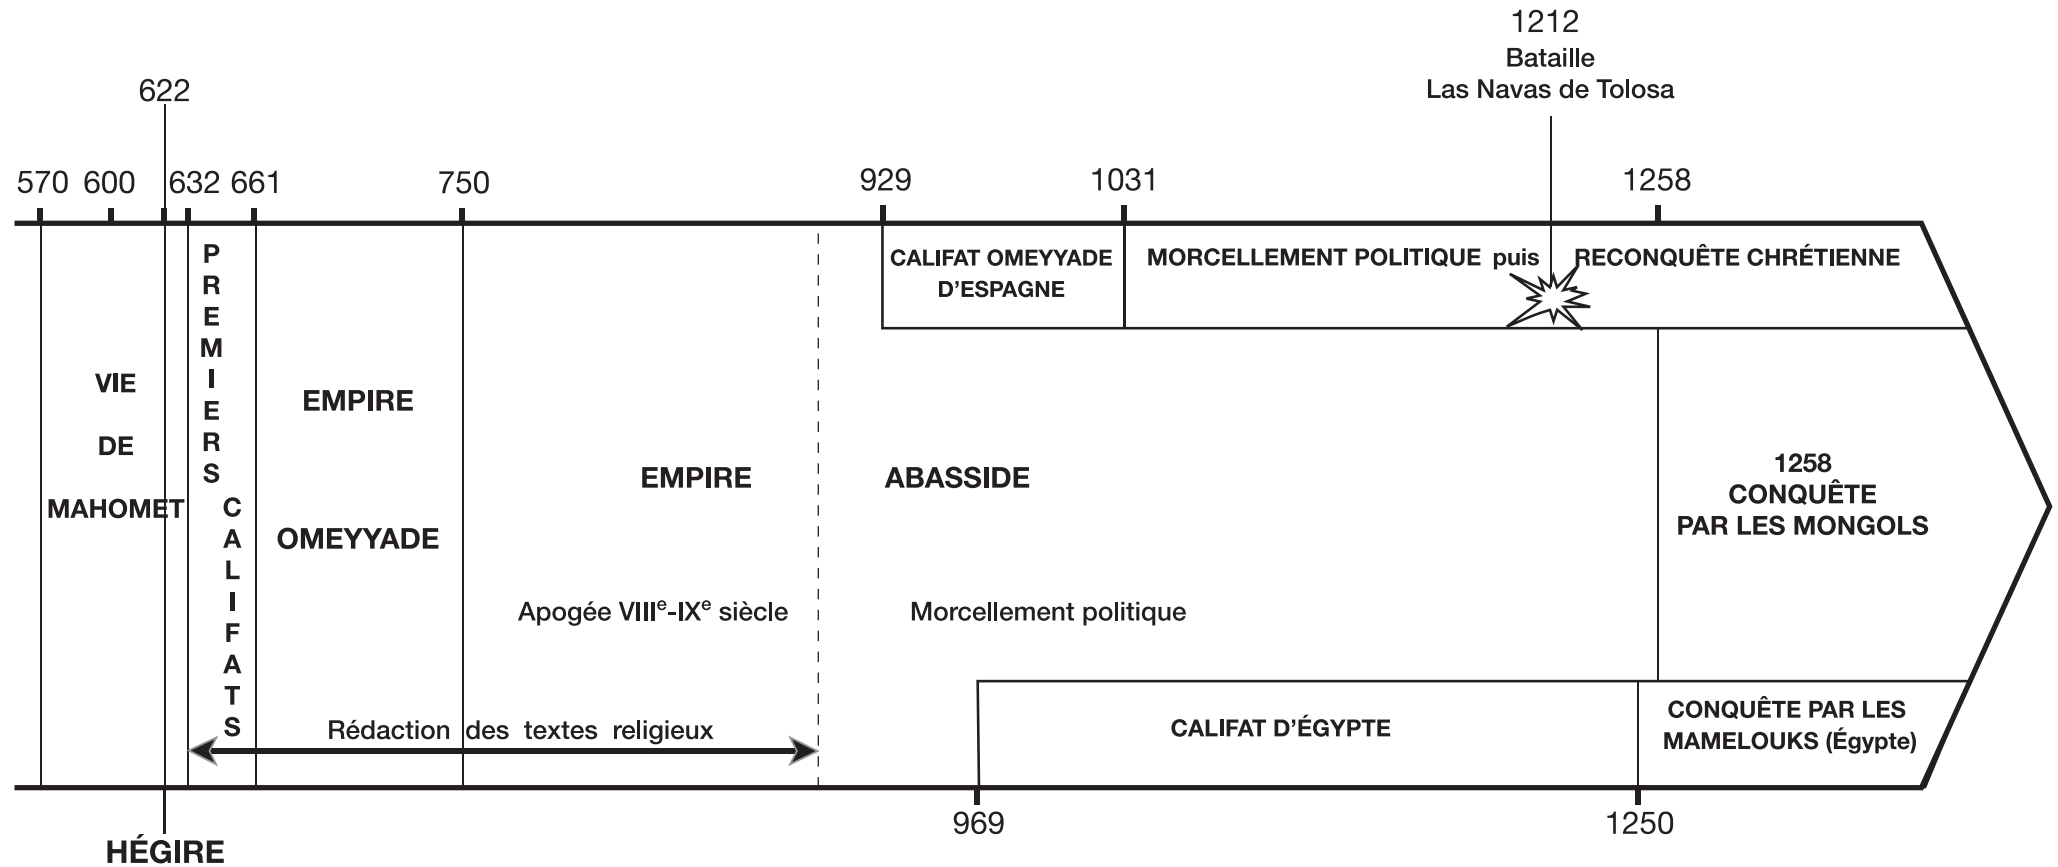 1212
Bataille
Las Navas de Tolosa
622
570 600 632 661 750 929 1031 1258
PREMIERS
CALIFATS
CALIFAT OMEYYADE
D'ESPAGNE
MORCELLEMENT POLITIQUE puis RECONQUÊTE CHRÉTIENNE
VIE
DE
MAHOMET
EMPIRE
OMEYYADE
EMPIRE ABASSIDE
1258
CONQUÊTE
PAR LES MONGOLS
Apogée VIIIe-IXe siècle
Morcellement politique
Rédaction des textes religieux
CALIFAT D'ÉGYPTE
CONQUÊTE PAR LES
MAMELOUKS (Égypte)
969
1250
HÉGIRE